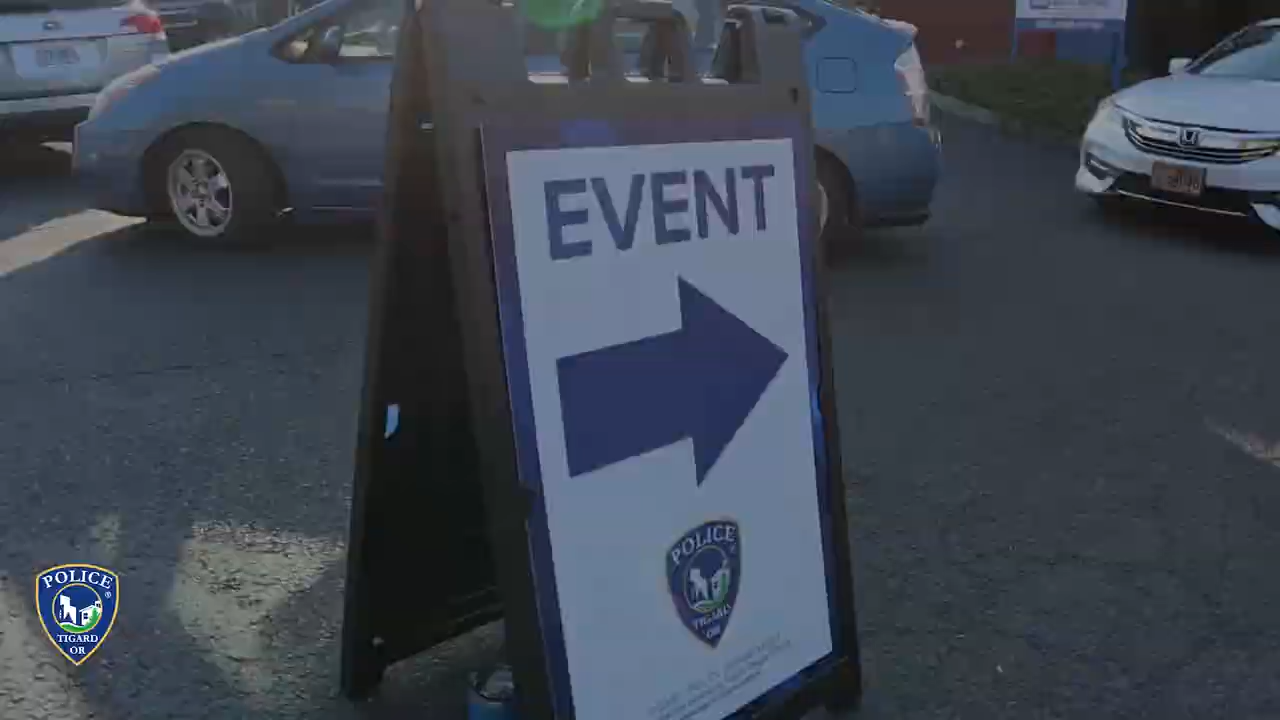 EVENT
POLICE
TIGARD
OR
POLICE
TIGARD
OR